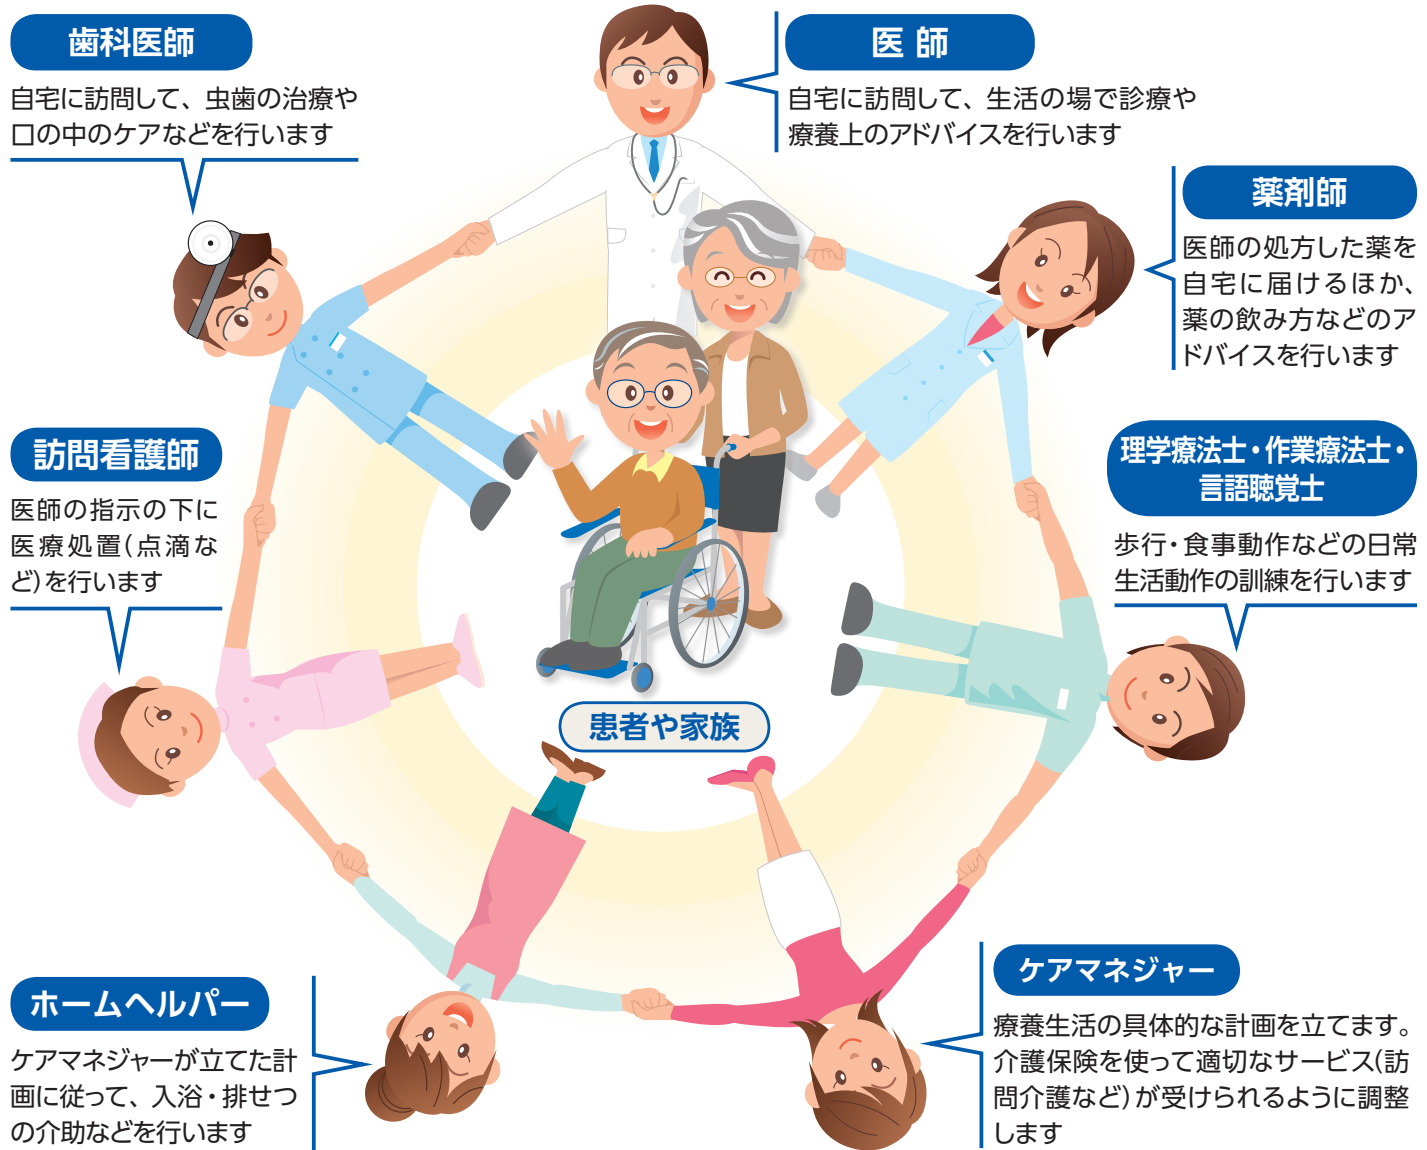 歯科医師
自宅に訪問して、虫歯の治療や
口の中のケアなどを行います
医 師
自宅に訪問して、生活の場で診療や
療養上のアドバイスを行います
薬剤師
医師の処方した薬を
自宅に届けるほか、
薬の飲み方などのア
ドバイスを行います
訪問看護師
医師の指示の下に
医療処置(点滴な
ど)を行います
理学療法士・作業療法士・
言語聴覚士
歩行・食事動作などの日常
生活動作の訓練を行います
患者や家族
ホームヘルパー
ケアマネジャーが立てた計
画に従って、入浴・排せつ
の介助などを行います
ケアマネジャー
療養生活の具体的な計画を立てます。
介護保険を使って適切なサービス(訪
問介護など)が受けられるように調整
します